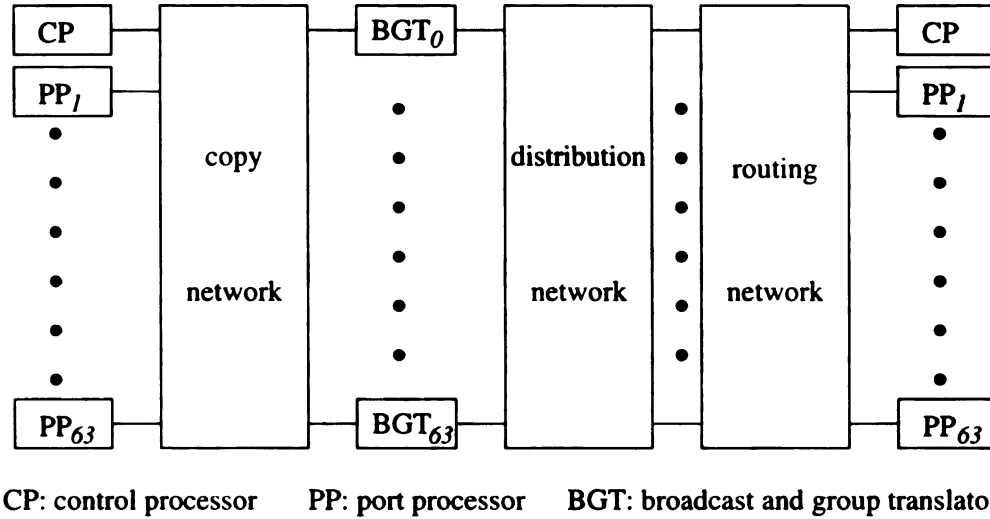 CP BGT0 CP
PP1 PP1
copy distribution routing
network network network
PP63 BGT63 PP63
CP: control processor PP: port processor BGT: broadcast and group translato